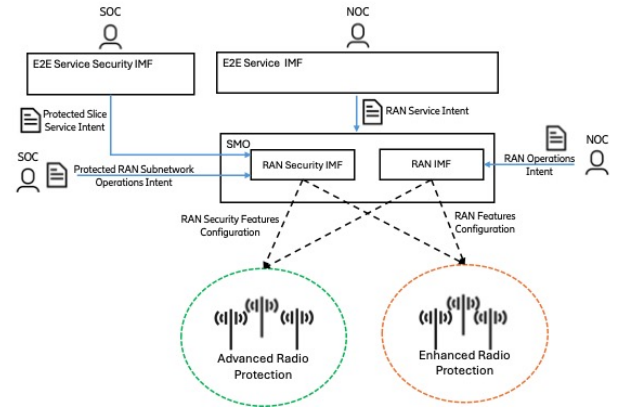 SOC
NOC
E2E Service Security IMF
E2E Service IMF
Protected Slice
Service Intent
RAN Service Intent
SMO
NOC
SOC
RAN Security IMF
RAN IMF
RAN Operations
Intent
Protected RAN Subnetwork
Operations Intent
RAN Security Features
Configuration
RAN Features
Configuration
Advanced Radio
Protection
Enhanced Radio
Protection